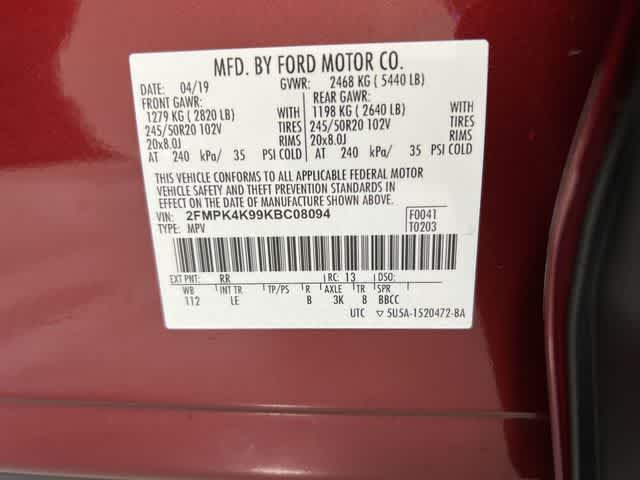 MFD. BY FORD MOTOR CO.
DATE: 04/19 GVWR: 2468 KG ( 5440 LB)
FRONT GAWR: REAR GAWR:
1279 KG ( 2820 LB) WITH 1198 KG ( 2640 LB) WITH
245/50R20 102V TIRES 245/50R20 102V TIRES
20x8.0J RIMS 20x8.0J RIMS
AT 240 kPa/ 35 PSI COLD AT 240 kPa/ 35 PSI COLD
THIS VEHICLE CONFORMS TO ALL APPLICABLE FEDERAL MOTOR
VEHICLE SAFETY AND THEFT PREVENTION STANDARDS IN
EFFECT ON THE DATE OF MANUFACTURE SHOWN ABOVE.
VIN: 2FMPK4K99KBC08094 F0041
TYPE: MPV T0203
EXT PNT: RR RC: 13 DSO:
WB INT TR TP/PS R AXLE TR SPR
112 LE B 3K 8 BBCC
UTC ▽ 5U5A-1520472-BA